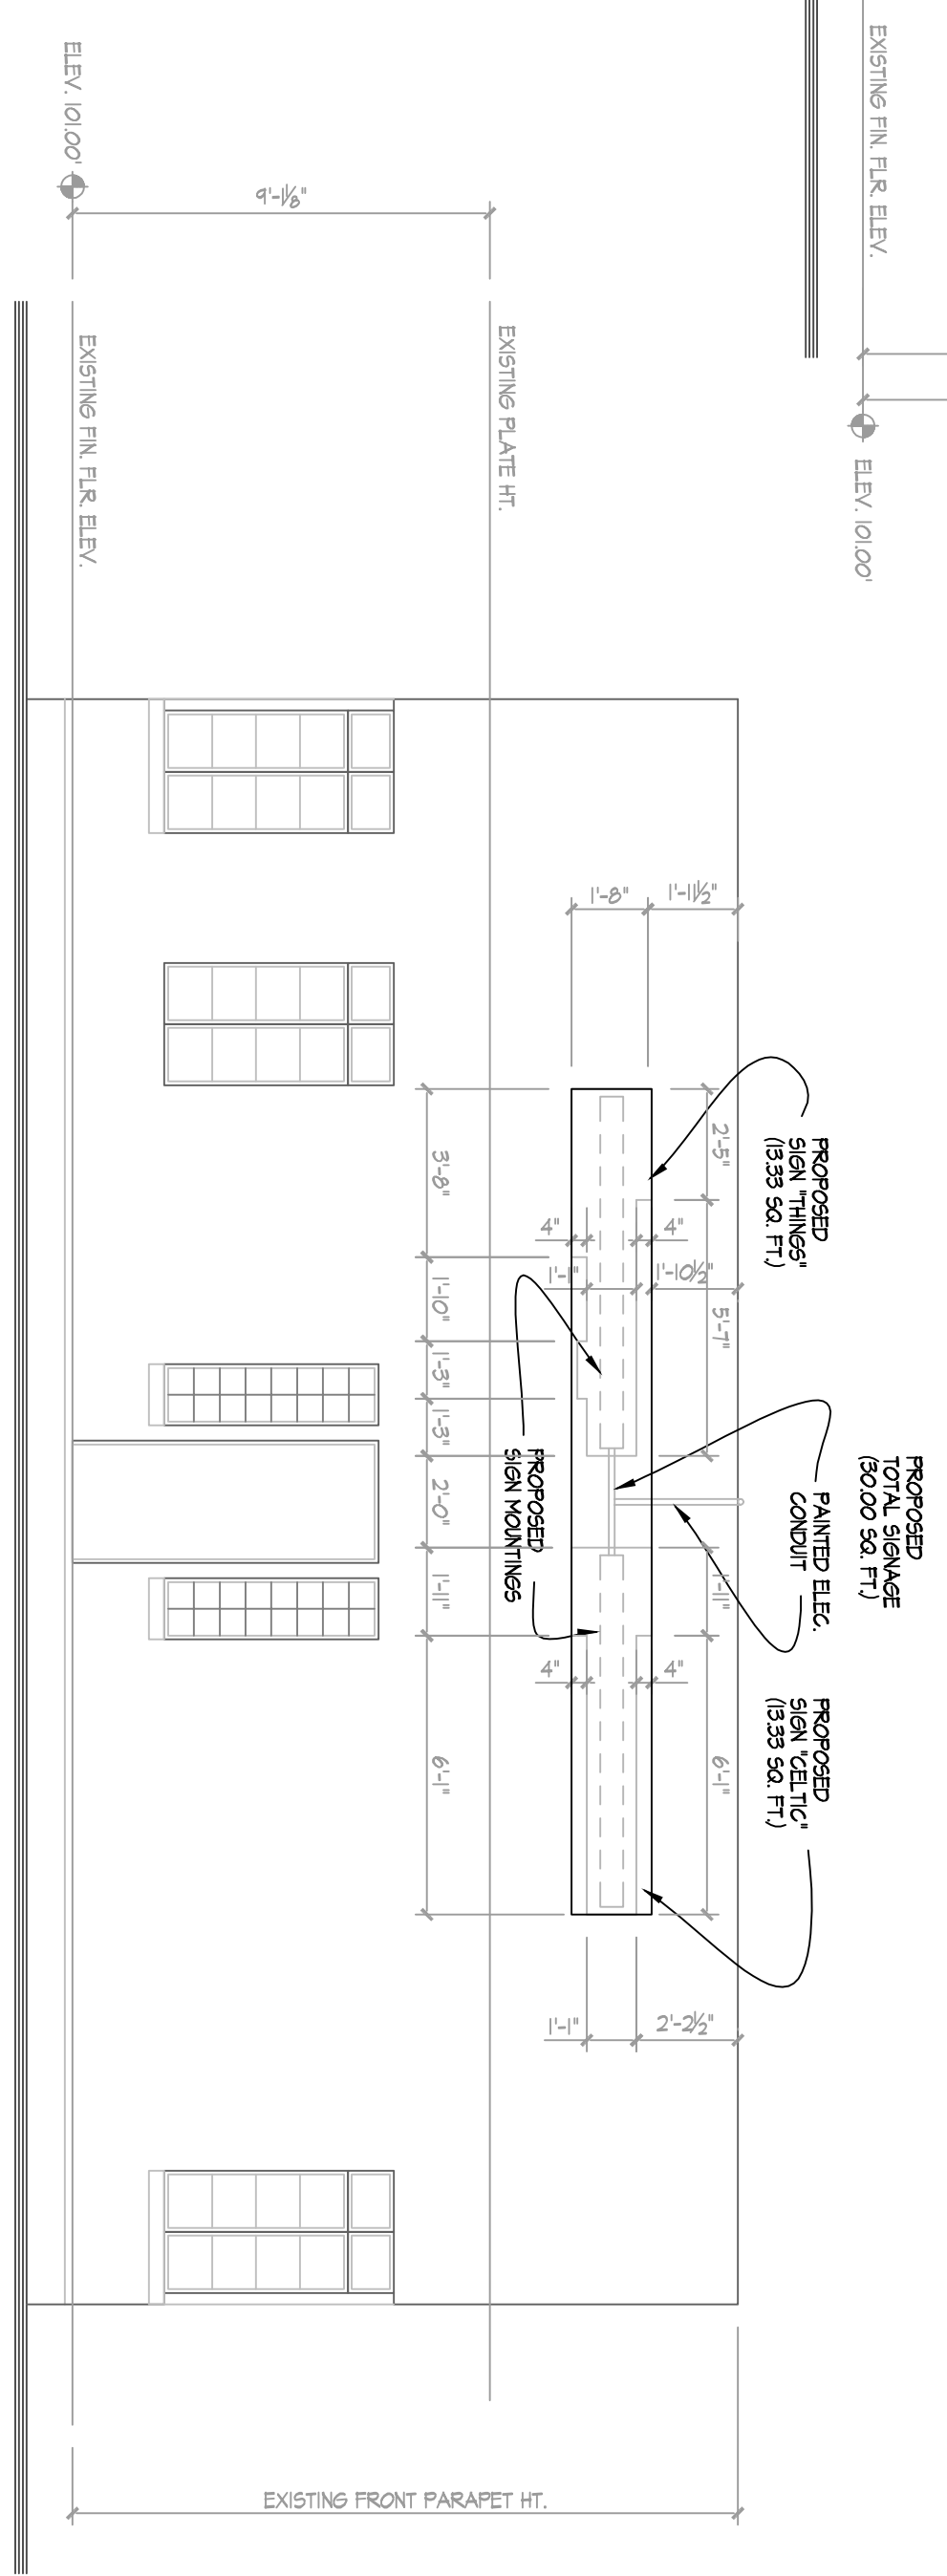 EXISTING FIN. FLR. ELEV.
ELEV. 101.00'
PROPOSED
TOTAL SIGNAGE
(30.00 SQ. FT.)
PROPOSED
SIGN "THINGS"
(13.33 SQ. FT.)
PAINTED ELEC.
CONDUIT
PROPOSED
SIGN "CELTIC"
(13.33 SQ. FT.)
2'-5"
5'-7"
1'-11"
6'-1"
1'-11½"
1'-8"
4"
4"
1'-10½"
1'-1"
4"
4"
2'-2½"
1'-1"
PROPOSED
SIGN MOUNTINGS
3'-8"
1'-10"
1'-3"
1'-3"
2'-0"
1'-11"
6'-1"
EXISTING PLATE HT.
9'-1⅛"
ELEV. 101.00'
EXISTING FIN. FLR. ELEV.
EXISTING FRONT PARAPET HT.